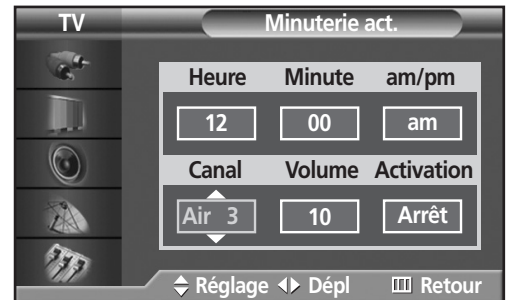 TV Minuterie act.
Heure Minute am/pm
12 00 am
Canal Volume Activation
Air 3 10 Arrêt
Réglage Dépl Retour